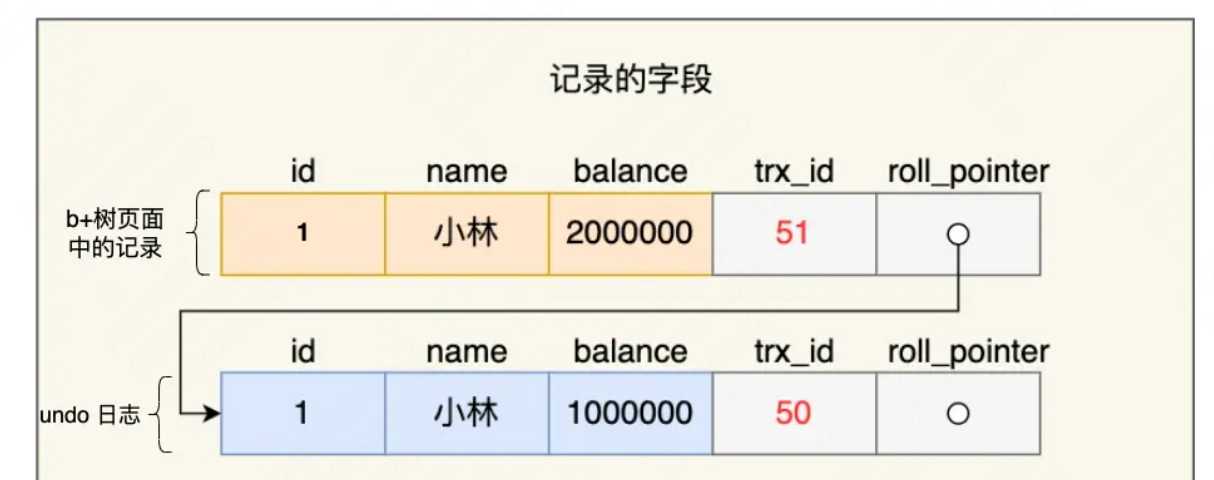 记录的字段
id name balance trx_id roll_pointer
b+树页面
中的记录
1 小林 2000000 51
id name balance trx_id roll_pointer
undo 日志
1 小林 1000000 50